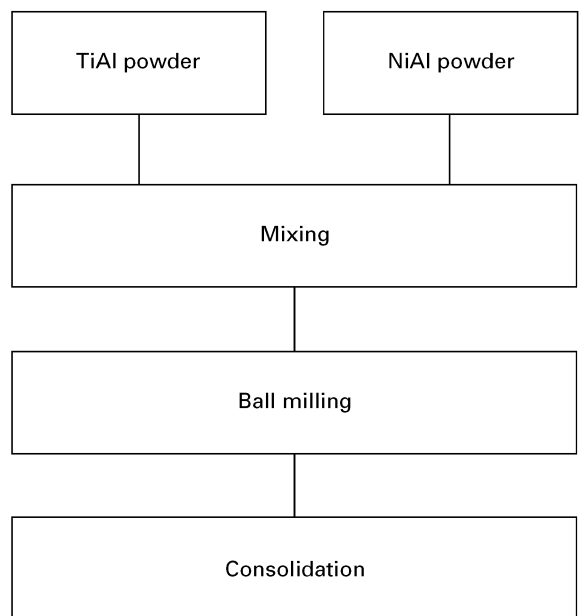 TiAl powder
NiAl powder
Mixing
Ball milling
Consolidation